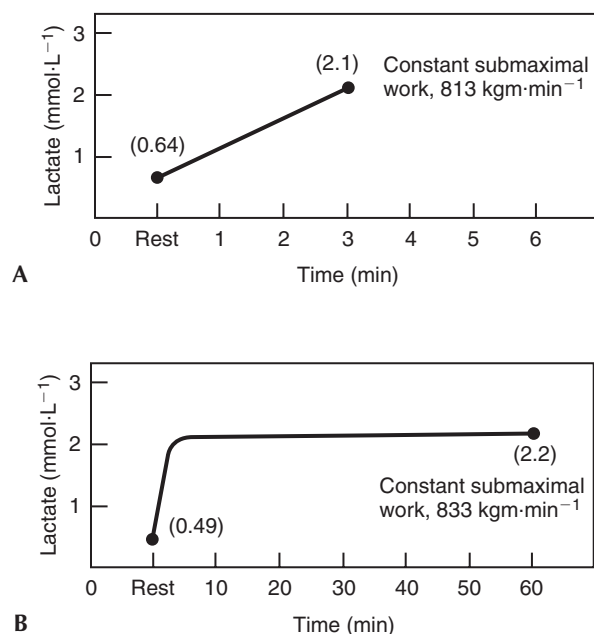 3
2
1
Lactate (mmol·L−1)
(0.64)
(2.1)
Constant submaximal
work, 813 kgm·min−1
0 Rest 1 2 3 4 5 6
Time (min)
A
3
2
1
Lactate (mmol·L−1)
(0.49)
(2.2)
Constant submaximal
work, 833 kgm·min−1
0 Rest 10 20 30 40 50 60
Time (min)
B